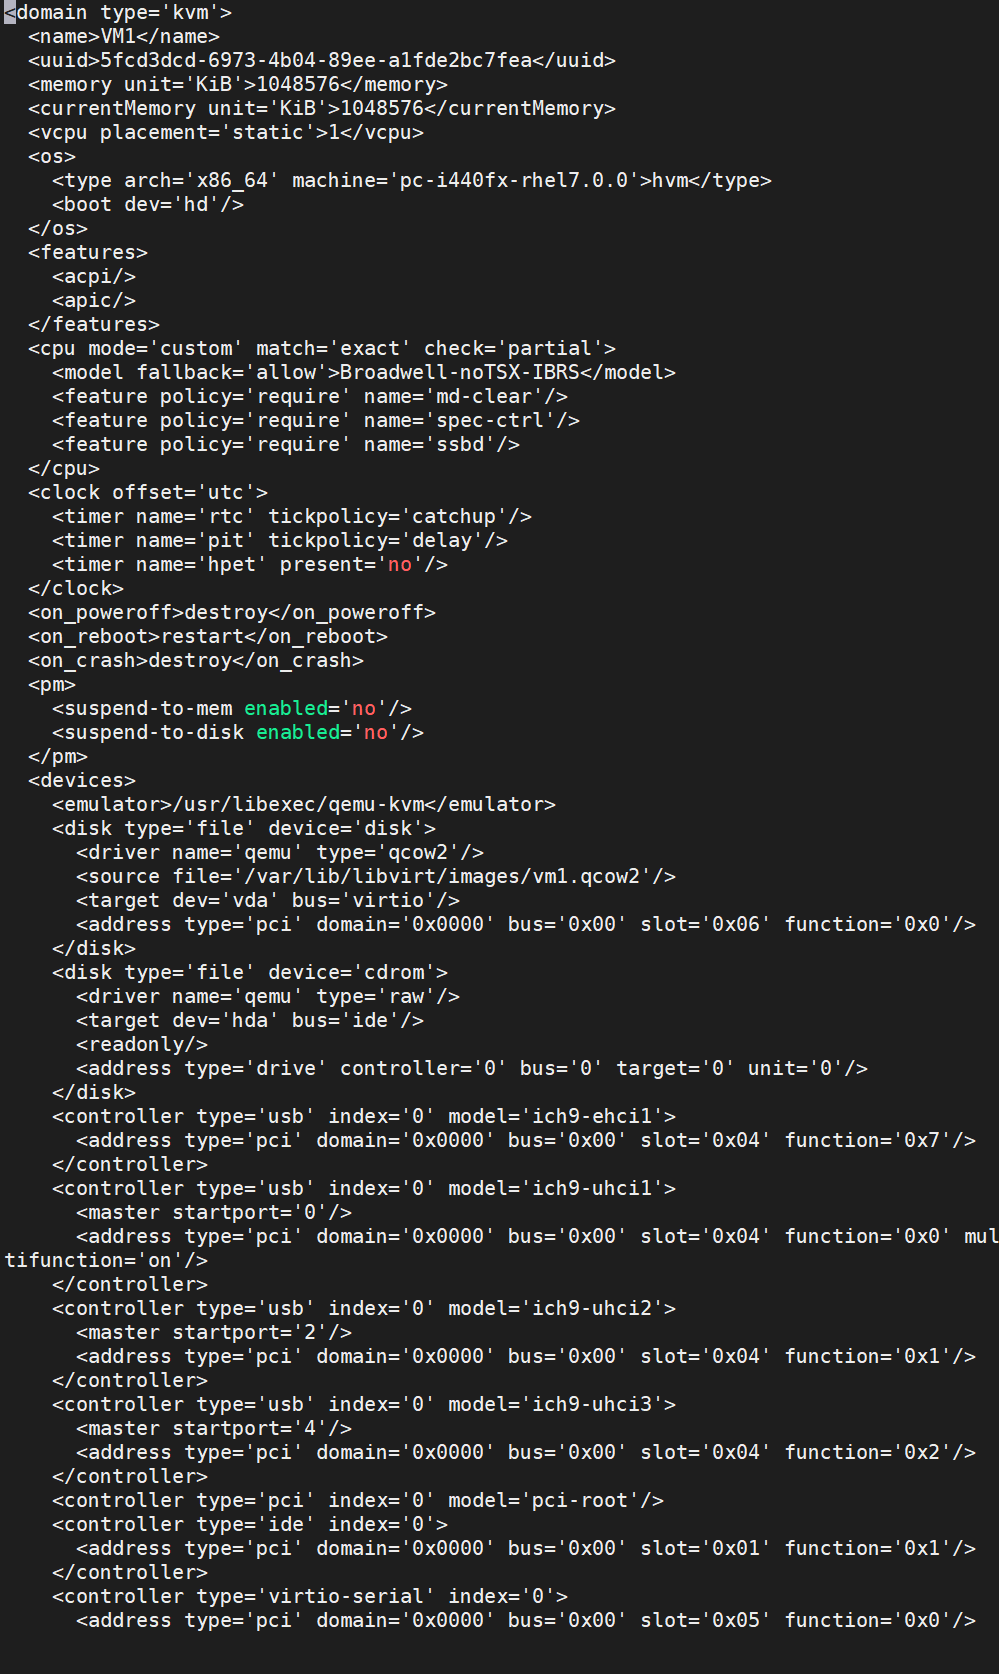 <domain type='kvm'>
  <name>VM1</name>
  <uuid>5fcd3dcd-6973-4b04-89ee-a1fde2bc7fea</uuid>
  <memory unit='KiB'>1048576</memory>
  <currentMemory unit='KiB'>1048576</currentMemory>
  <vcpu placement='static'>1</vcpu>
  <os>
    <type arch='x86_64' machine='pc-i440fx-rhel7.0.0'>hvm</type>
    <boot dev='hd'/>
  </os>
  <features>
    <acpi/>
    <apic/>
  </features>
  <cpu mode='custom' match='exact' check='partial'>
    <model fallback='allow'>Broadwell-noTSX-IBRS</model>
    <feature policy='require' name='md-clear'/>
    <feature policy='require' name='spec-ctrl'/>
    <feature policy='require' name='ssbd'/>
  </cpu>
  <clock offset='utc'>
    <timer name='rtc' tickpolicy='catchup'/>
    <timer name='pit' tickpolicy='delay'/>
    <timer name='hpet' present='no'/>
  </clock>
  <on_poweroff>destroy</on_poweroff>
  <on_reboot>restart</on_reboot>
  <on_crash>destroy</on_crash>
  <pm>
    <suspend-to-mem enabled='no'/>
    <suspend-to-disk enabled='no'/>
  </pm>
  <devices>
    <emulator>/usr/libexec/qemu-kvm</emulator>
    <disk type='file' device='disk'>
      <driver name='qemu' type='qcow2'/>
      <source file='/var/lib/libvirt/images/vm1.qcow2'/>
      <target dev='vda' bus='virtio'/>
      <address type='pci' domain='0x0000' bus='0x00' slot='0x06' function='0x0'/>
    </disk>
    <disk type='file' device='cdrom'>
      <driver name='qemu' type='raw'/>
      <target dev='hda' bus='ide'/>
      <readonly/>
      <address type='drive' controller='0' bus='0' target='0' unit='0'/>
    </disk>
    <controller type='usb' index='0' model='ich9-ehci1'>
      <address type='pci' domain='0x0000' bus='0x00' slot='0x04' function='0x7'/>
    </controller>
    <controller type='usb' index='0' model='ich9-uhci1'>
      <master startport='0'/>
      <address type='pci' domain='0x0000' bus='0x00' slot='0x04' function='0x0' mul
tifunction='on'/>
    </controller>
    <controller type='usb' index='0' model='ich9-uhci2'>
      <master startport='2'/>
      <address type='pci' domain='0x0000' bus='0x00' slot='0x04' function='0x1'/>
    </controller>
    <controller type='usb' index='0' model='ich9-uhci3'>
      <master startport='4'/>
      <address type='pci' domain='0x0000' bus='0x00' slot='0x04' function='0x2'/>
    </controller>
    <controller type='pci' index='0' model='pci-root'/>
    <controller type='ide' index='0'>
      <address type='pci' domain='0x0000' bus='0x00' slot='0x01' function='0x1'/>
    </controller>
    <controller type='virtio-serial' index='0'>
      <address type='pci' domain='0x0000' bus='0x00' slot='0x05' function='0x0'/>